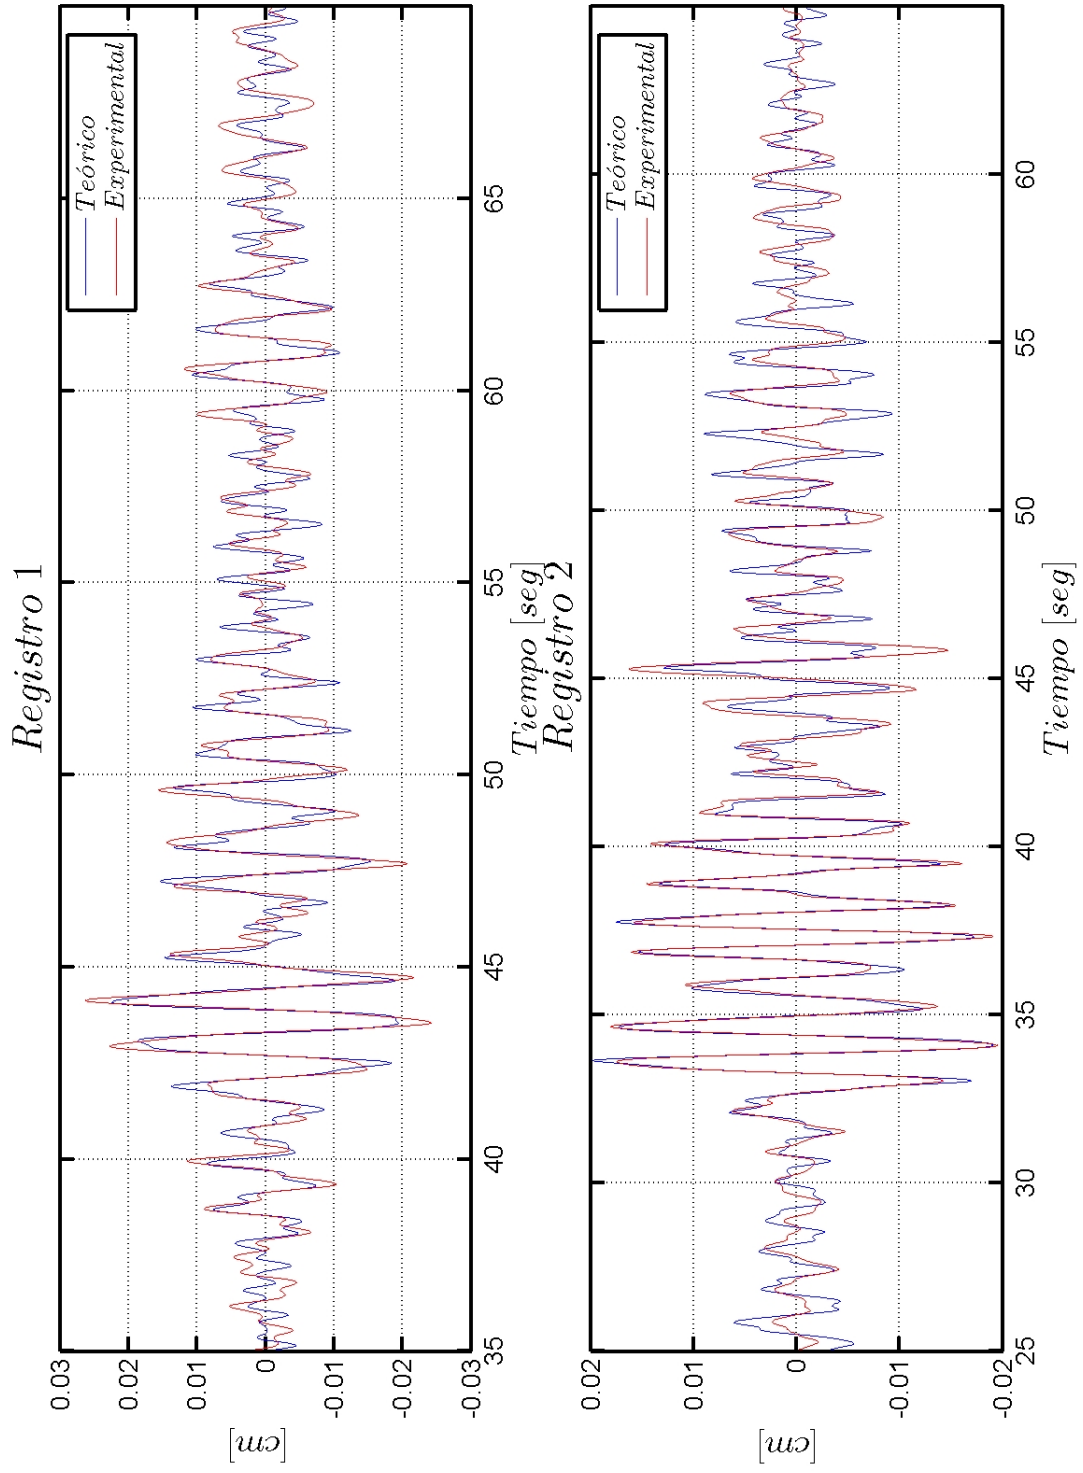 Registro 1
[cm]
0.03
0.02
0.01
0
-0.01
-0.02
-0.03
35
40
45
50
55
60
65
Teórico
Experimental
Tiempo [seg]
Registro 2
[cm]
0.02
0.01
0
-0.01
-0.02
25
30
35
40
45
50
55
60
Teórico
Experimental
Tiempo [seg]